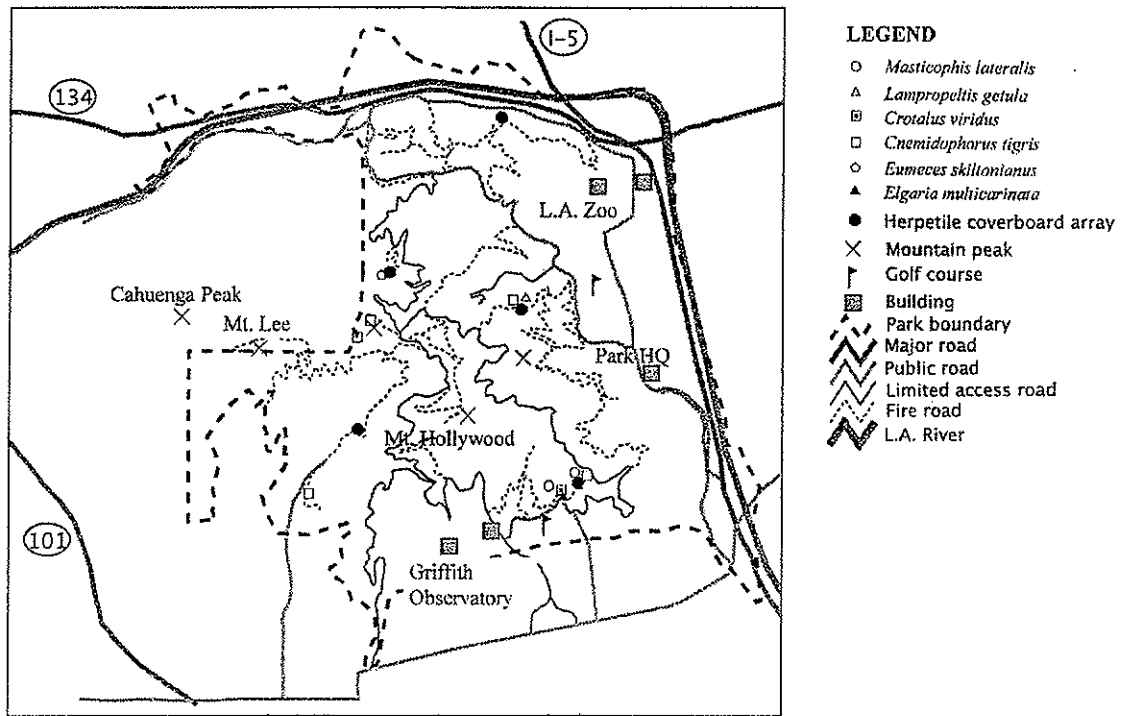 I-5
134
L.A. Zoo
Cahuenga Peak
Mt. Lee
Park HQ
Mt. Hollywood
101
Griffith
Observatory
LEGEND
Masticophis lateralis
Lampropeltis getula
Crotalus viridus
Cnemidophorus tigris
Eumeces skiltonianus
Elgaria multicarinata
Herpetile coverboard array
Mountain peak
Golf course
Building
Park boundary
Major road
Public road
Limited access road
Fire road
L.A. River